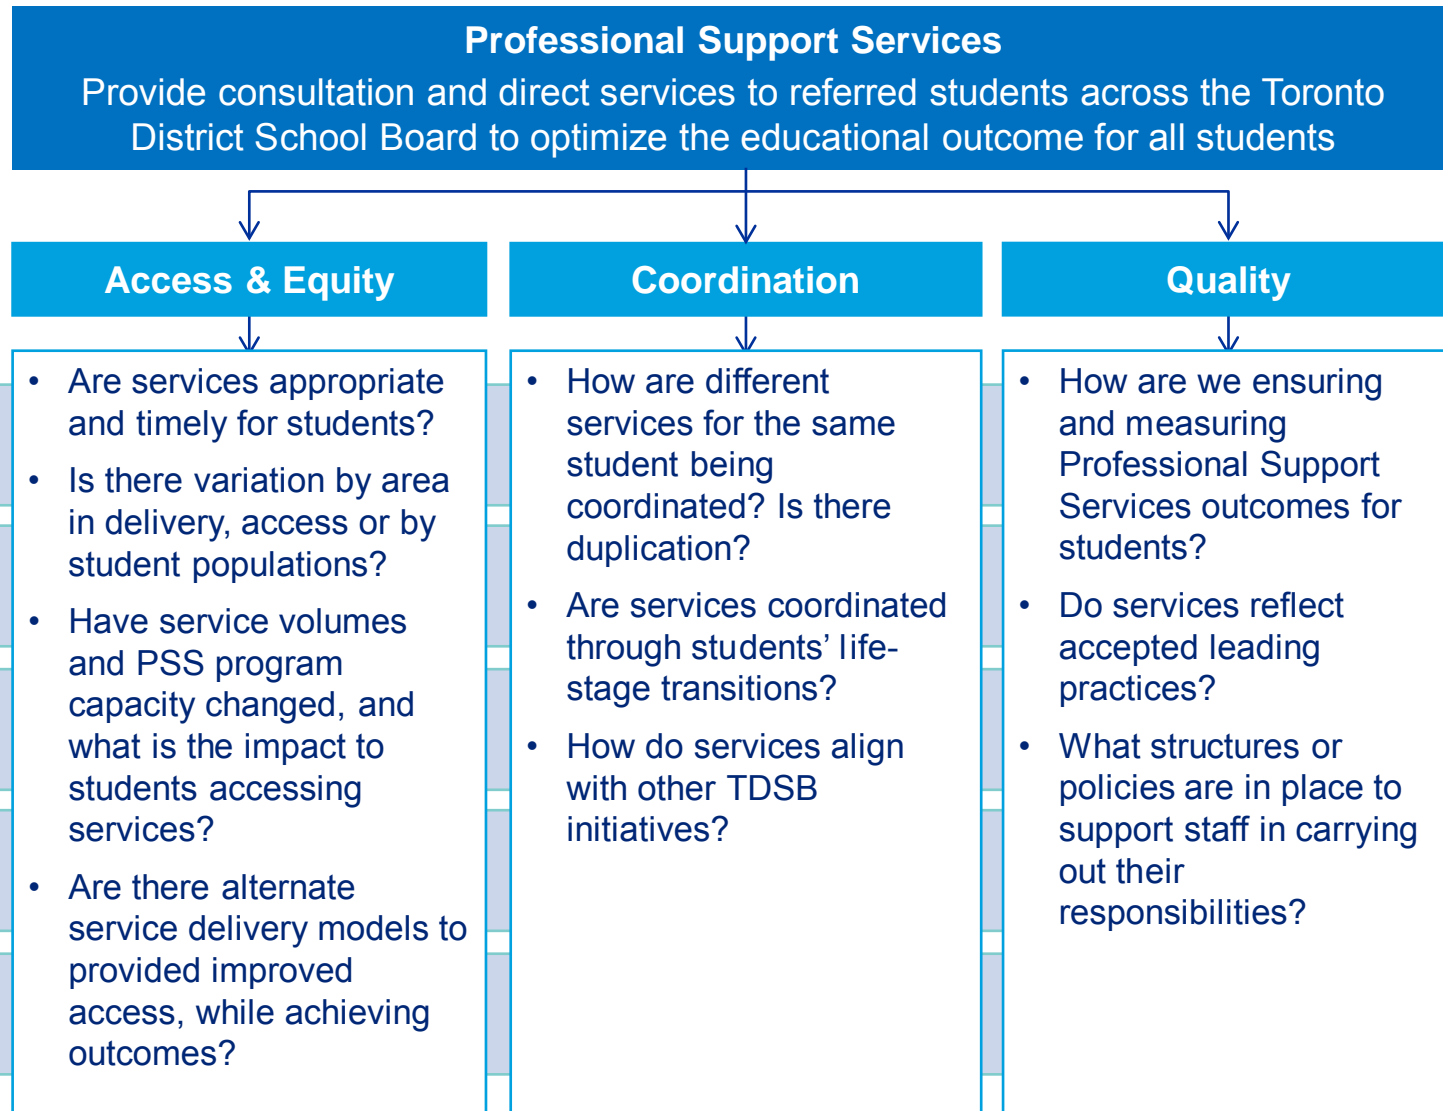 Professional Support Services
Provide consultation and direct services to referred students across the Toronto
District School Board to optimize the educational outcome for all students
Access & Equity
• Are services appropriate
and timely for students?
• Is there variation by area
in delivery, access or by
student populations?
• Have service volumes
and PSS program
capacity changed, and
what is the impact to
students accessing
services?
• Are there alternate
service delivery models to
provided improved
access, while achieving
outcomes?
Coordination
• How are different
services for the same
student being
coordinated? Is there
duplication?
• Are services coordinated
through students’ life-
stage transitions?
• How do services align
with other TDSB
initiatives?
Quality
• How are we ensuring
and measuring
Professional Support
Services outcomes for
students?
• Do services reflect
accepted leading
practices?
• What structures or
policies are in place to
support staff in carrying
out their
responsibilities?